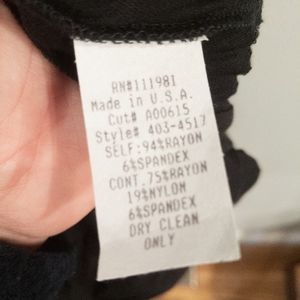 RN#111981
Made in U.S.A.
Cut# A00615
Style# 403-4517
SELF:94%RAYON
6%SPANDEX
CONT.75%RAYON
19%NYLON
6%SPANDEX
DRY CLEAN
ONLY